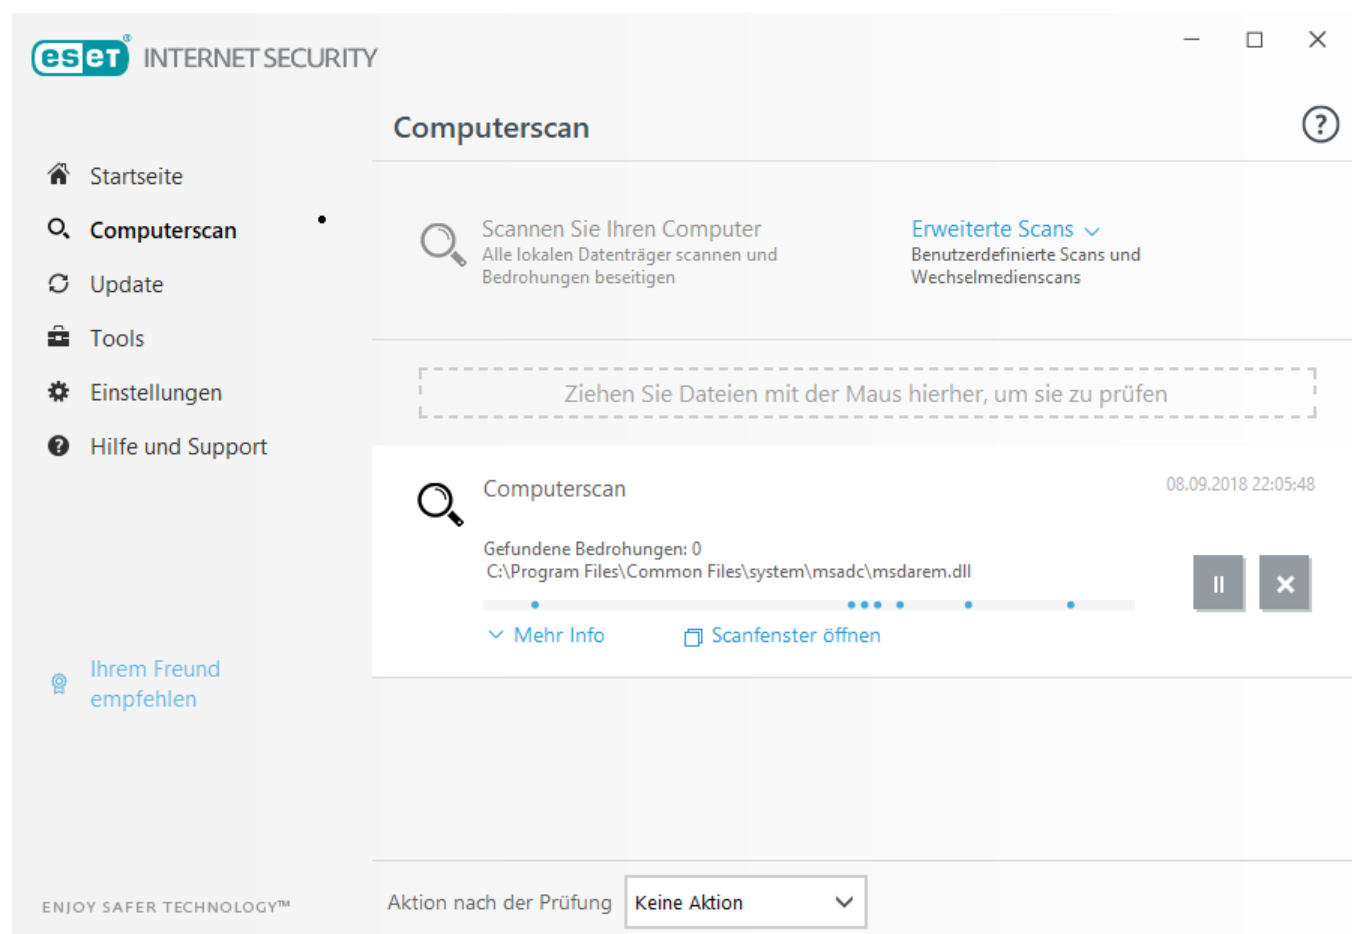 eset® INTERNET SECURITY
Computerscan
?
Startseite
Computerscan
Update
Tools
Einstellungen
Hilfe und Support
Ihrem Freund
empfehlen
ENJOY SAFER TECHNOLOGY™
Scannen Sie Ihren Computer
Alle lokalen Datenträger scannen und
Bedrohungen beseitigen
Erweiterte Scans
Benutzerdefinierte Scans und
Wechselmedienscans
Ziehen Sie Dateien mit der Maus hierher, um sie zu prüfen
Computerscan
08.09.2018 22:05:48
Gefundene Bedrohungen: 0
C:\Program Files\Common Files\system\msadc\msdarem.dll
Mehr Info
Scanfenster öffnen
Aktion nach der Prüfung
Keine Aktion